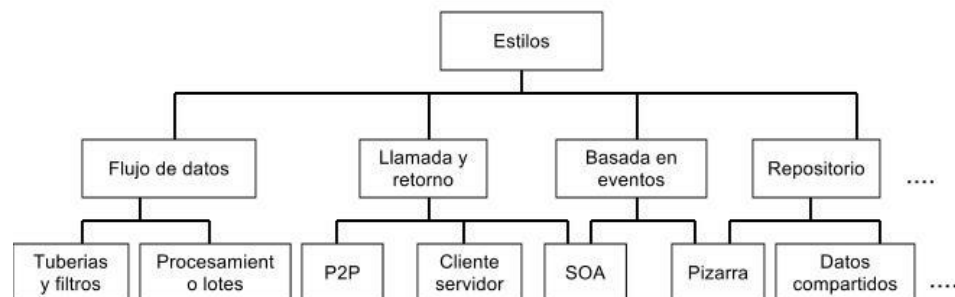 Estilos
Flujo de datos
Llamada y
retorno
Basada en
eventos
Repositorio
....
Tuberias
y filtros
Procesamient
o lotes
P2P
Cliente
servidor
SOA
Pizarra
Datos
compartidos
....